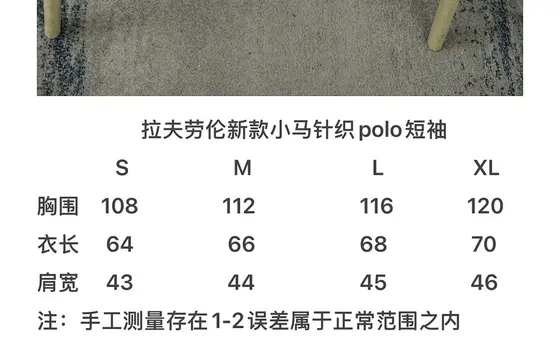 拉夫劳伦新款小马针织polo短袖
S M L XL
胸围 108 112 116 120
衣长 64 66 68 70
肩宽 43 44 45 46
注：手工测量存在1-2误差属于正常范围之内